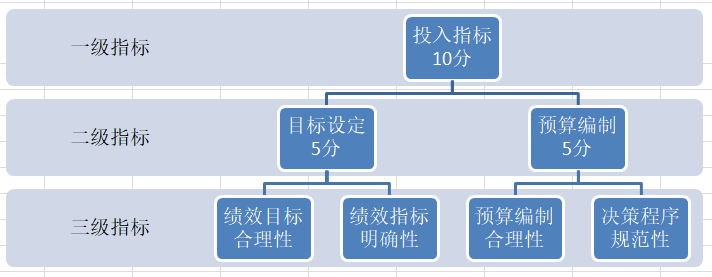 一级指标
投入指标
10分
二级指标
目标设定
5分
预算编制
5分
三级指标
绩效目标
合理性
绩效指标
明确性
预算编制
合理性
决策程序
规范性